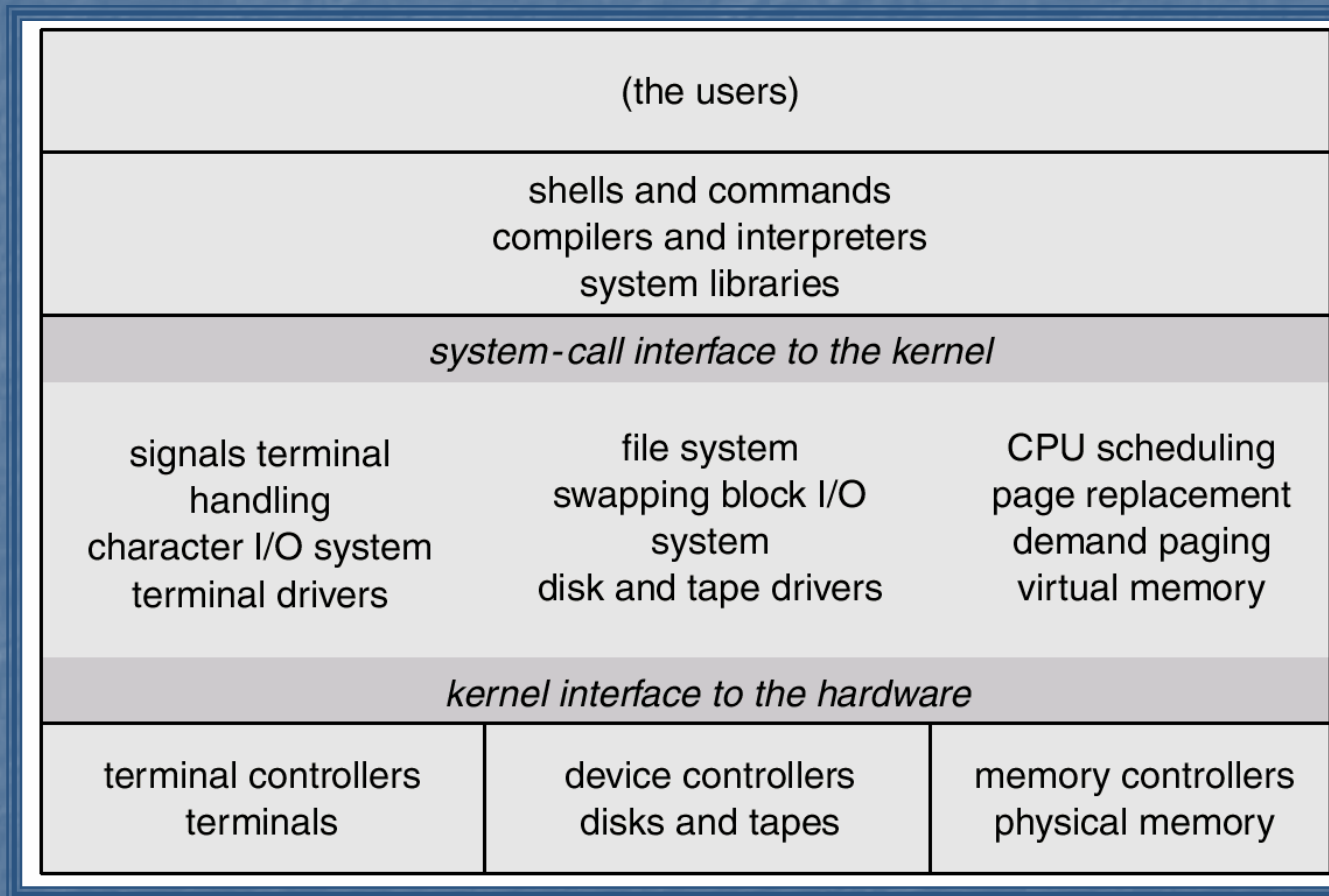 (the users)
shells and commands
compilers and interpreters
system libraries
system-call interface to the kernel
signals terminal
handling
character I/O system
terminal drivers
file system
swapping block I/O
system
disk and tape drivers
CPU scheduling
page replacement
demand paging
virtual memory
kernel interface to the hardware
terminal controllers
terminals
device controllers
disks and tapes
memory controllers
physical memory